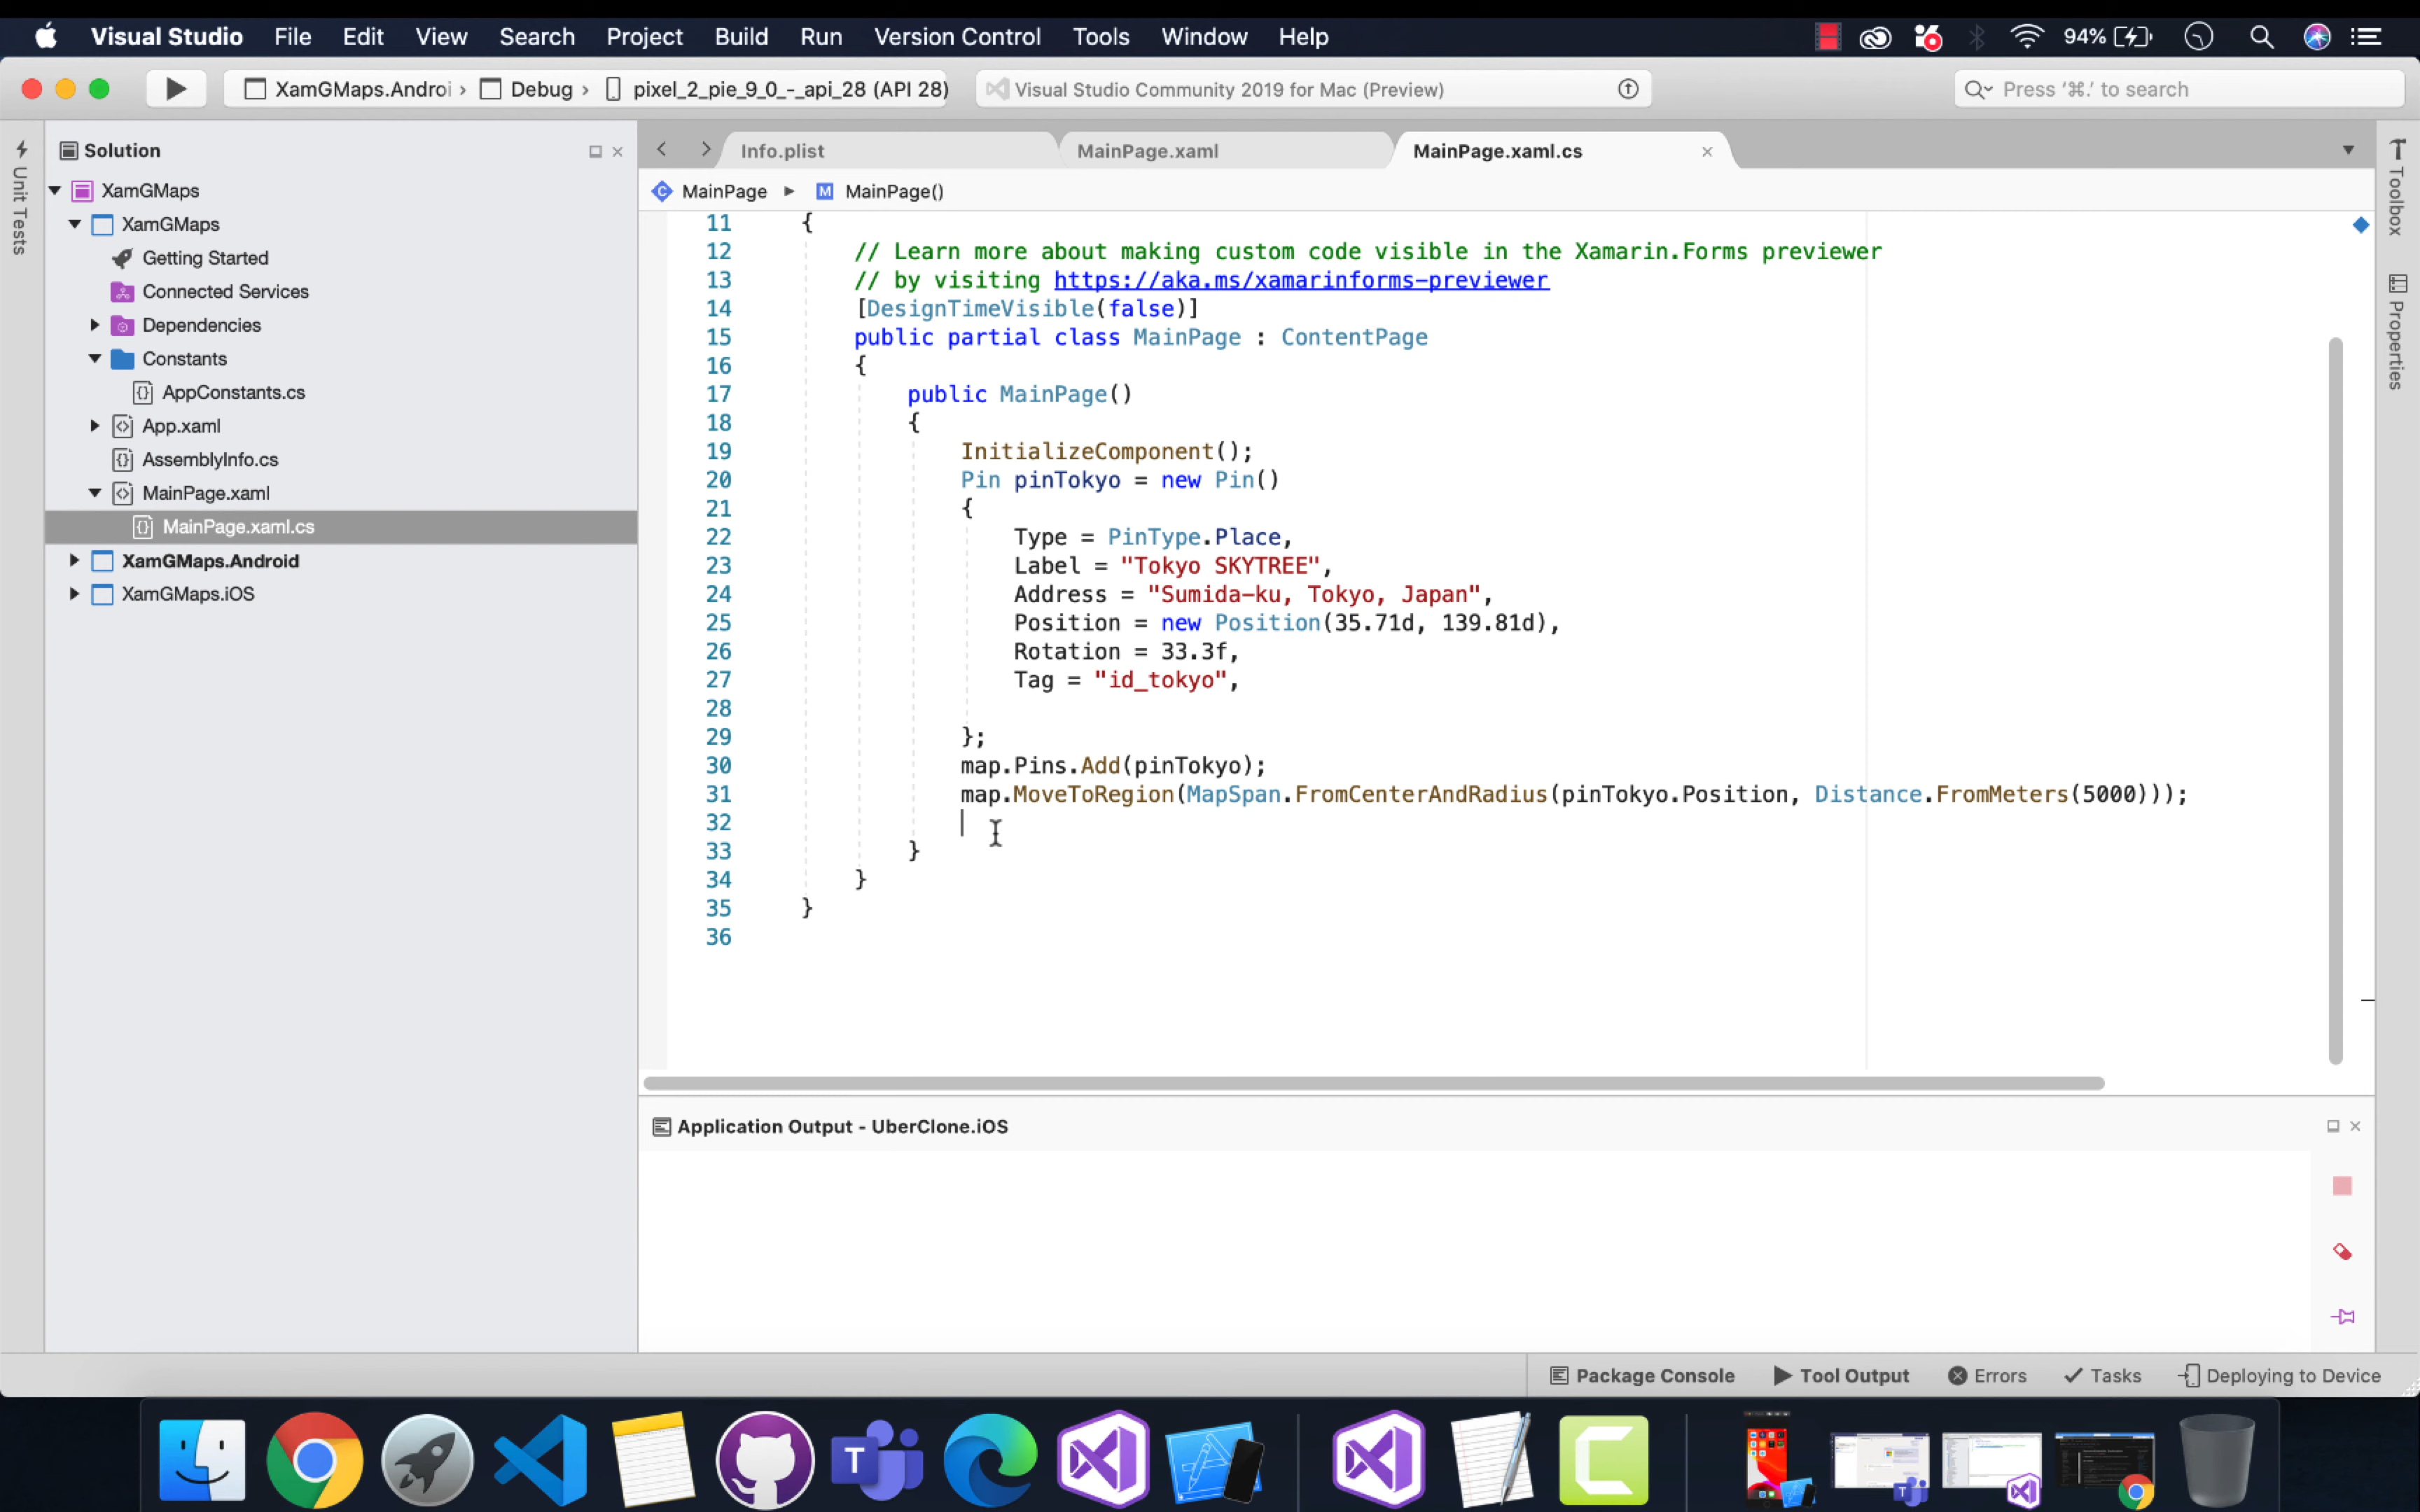 Visual Studio File Edit View Search Project Build Run Version Control Tools Window Help 94%
XamGMaps.Androi › Debug › pixel_2_pie_9_0_-_api_28 (API 28) Visual Studio Community 2019 for Mac (Preview) Press '⌘.' to search
Unit Tests
Solution
XamGMaps
XamGMaps
Getting Started
Connected Services
Dependencies
Constants
AppConstants.cs
App.xaml
AssemblyInfo.cs
MainPage.xaml
MainPage.xaml.cs
XamGMaps.Android
XamGMaps.iOS
Info.plist MainPage.xaml MainPage.xaml.cs
MainPage MainPage()
11 {
12 // Learn more about making custom code visible in the Xamarin.Forms previewer
13 // by visiting https://aka.ms/xamarinforms-previewer
14 [DesignTimeVisible(false)]
15 public partial class MainPage : ContentPage
16 {
17 public MainPage()
18 {
19 InitializeComponent();
20 Pin pinTokyo = new Pin()
21 {
22 Type = PinType.Place,
23 Label = "Tokyo SKYTREE",
24 Address = "Sumida-ku, Tokyo, Japan",
25 Position = new Position(35.71d, 139.81d),
26 Rotation = 33.3f,
27 Tag = "id_tokyo",
28
29 };
30 map.Pins.Add(pinTokyo);
31 map.MoveToRegion(MapSpan.FromCenterAndRadius(pinTokyo.Position, Distance.FromMeters(5000)));
32
33 }
34 }
35 }
36
Toolbox
Properties
Application Output - UberClone.iOS
Package Console Tool Output Errors Tasks Deploying to Device